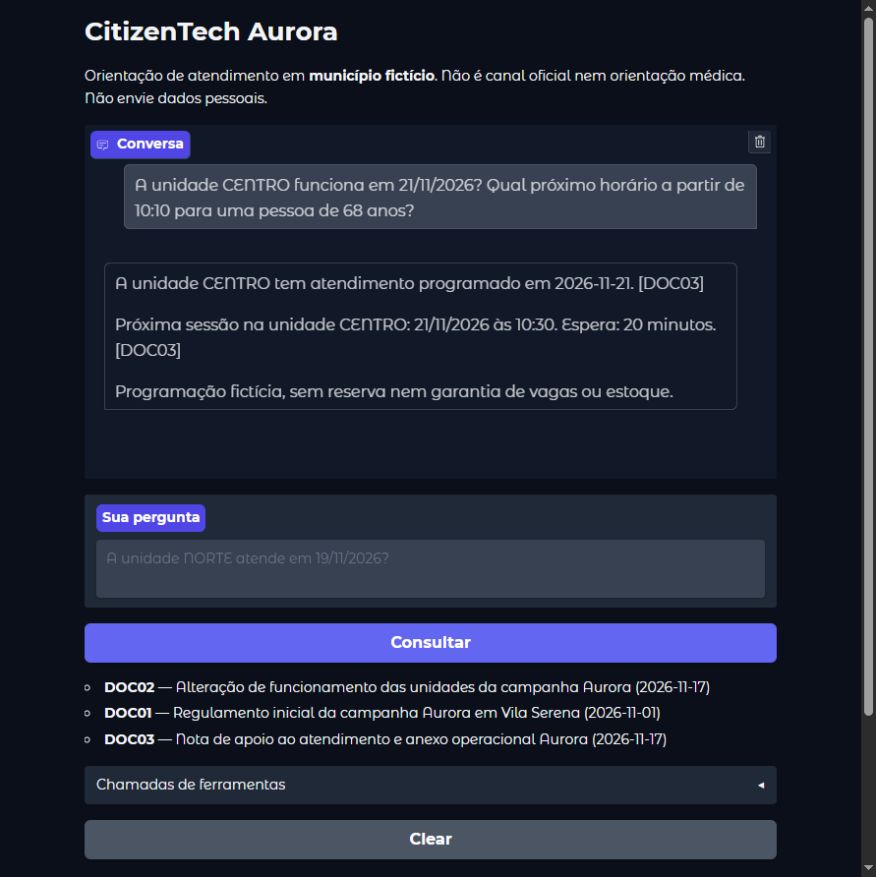 CitizenTech Aurora
Orientação de atendimento em município fictício. Não é canal oficial nem orientação médica.
Não envie dados pessoais.
Conversa
A unidade CENTRO funciona em 21/11/2026? Qual próximo horário a partir de
10:10 para uma pessoa de 68 anos?
A unidade CENTRO tem atendimento programado em 2026-11-21. [DOC03]
Próxima sessão na unidade CENTRO: 21/11/2026 às 10:30. Espera: 20 minutos.
[DOC03]
Programação fictícia, sem reserva nem garantia de vagas ou estoque.
Sua pergunta
A unidade NORTE atende em 19/11/2026?
Consultar
DOC02 — Alteração de funcionamento das unidades da campanha Aurora (2026-11-17)
DOC01 — Regulamento inicial da campanha Aurora em Vila Serena (2026-11-01)
DOC03 — Nota de apoio ao atendimento e anexo operacional Aurora (2026-11-17)
Chamadas de ferramentas
Clear